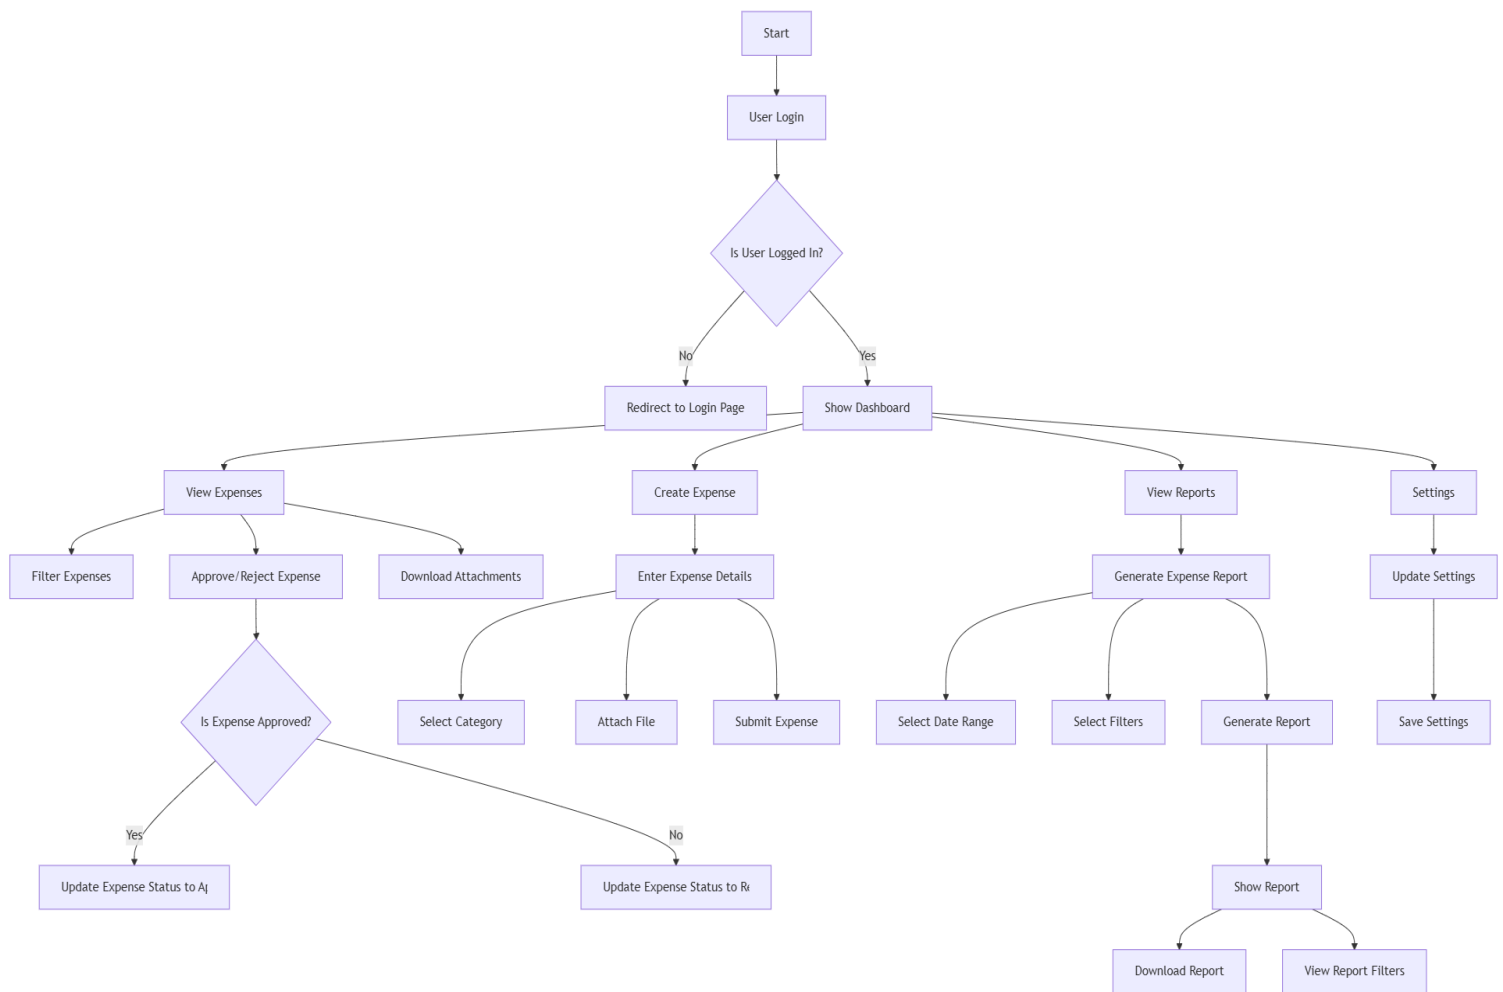 Start
User Login
Is User Logged In?
No
Yes
Redirect to Login Page
Show Dashboard
View Expenses
Create Expense
View Reports
Settings
Filter Expenses
Approve/Reject Expense
Download Attachments
Enter Expense Details
Generate Expense Report
Update Settings
Is Expense Approved?
Select Category
Attach File
Submit Expense
Select Date Range
Select Filters
Generate Report
Save Settings
Yes
No
Update Expense Status to
Update Expense Status to
Show Report
Download Report
View Report Filters